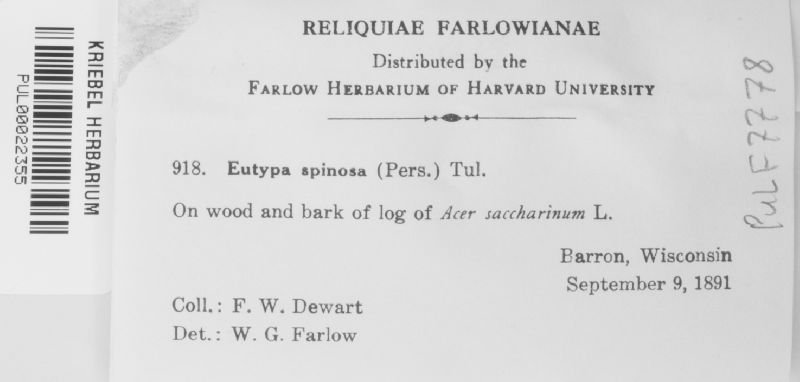 KRIEBEL HERBARIUM
PUL00022355
RELIQUIAE FARLOWIANAE
Distributed by the
FARLOW HERBARIUM OF HARVARD UNIVERSITY
918. Eutypa spinosa (Pers.) Tul.
On wood and bark of log of Acer saccharinum L.
Barron, Wisconsin
September 9, 1891
Coll.: F. W. Dewart
Det.: W. G. Farlow
PULF7778